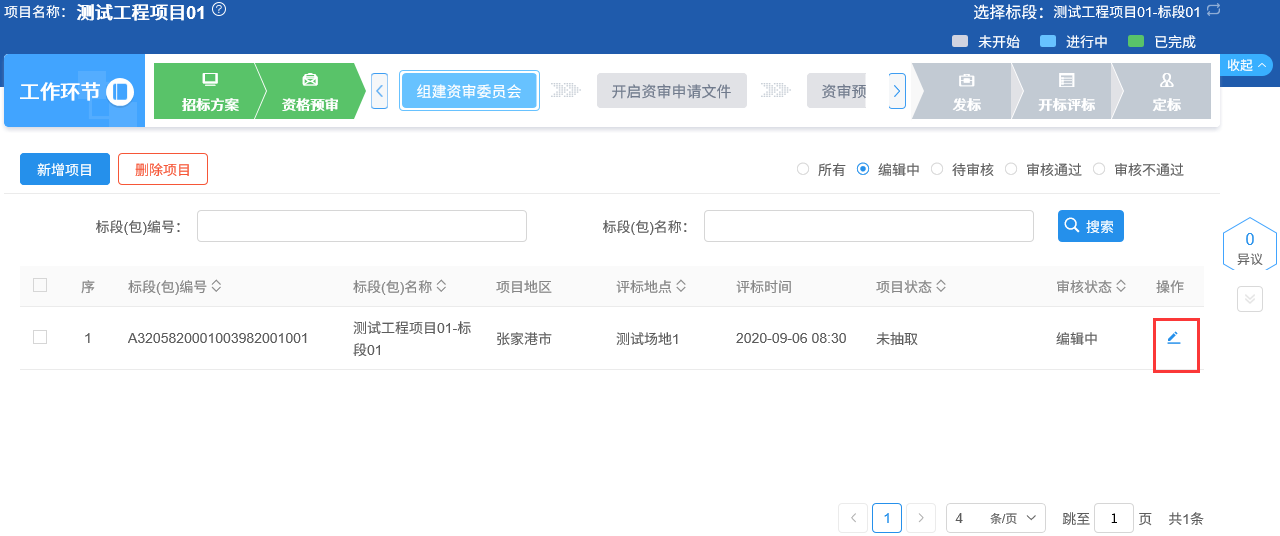 项目名称： 测试工程项目01
选择标段： 测试工程项目01-标段01
未开始 进行中 已完成
收起
工作环节
招标方案 资格预审 组建资审委员会 开启资审申请文件 资审预 发标 开标评标 定标
新增项目 删除项目
所有 编辑中 待审核 审核通过 审核不通过
标段(包)编号： 标段(包)名称： 搜索
0
异议
序 标段(包)编号 标段(包)名称 项目地区 评标地点 评标时间 项目状态 审核状态 操作
1 A3205820001003982001001 测试工程项目01-标 张家港市 测试场地1 2020-09-06 08:30 未抽取 编辑中
段01
1 4 条/页 跳至 1 页 共1条